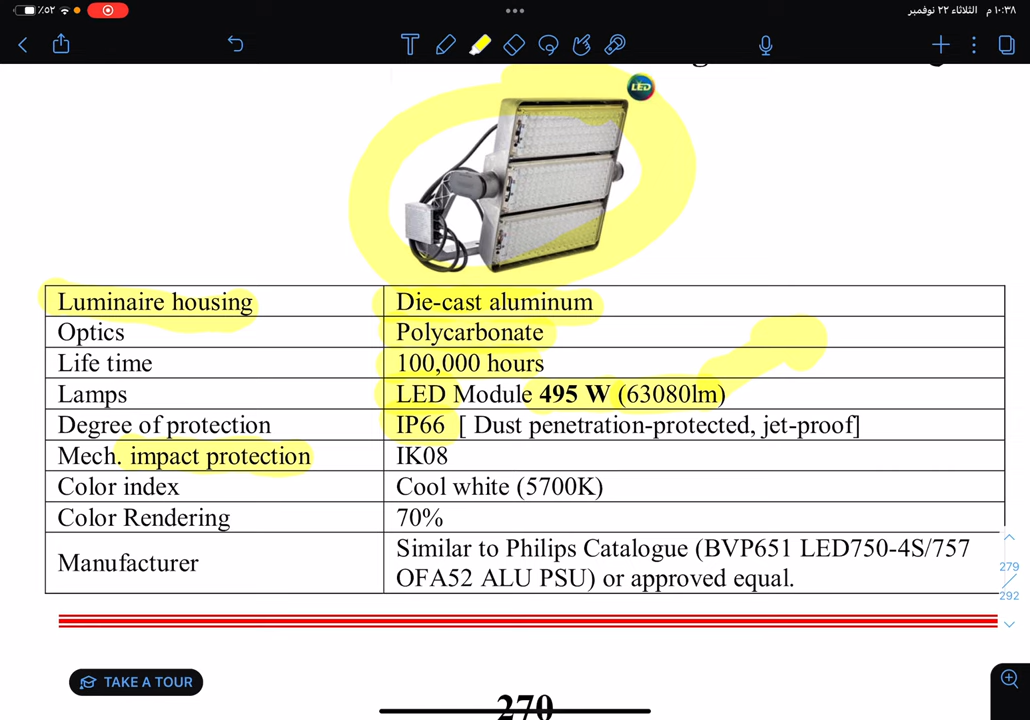 ٪٥٢
١٠:٣٨ م الثلاثاء ٢٢ نوفمبر
LED
Luminaire housing Die-cast aluminum
Optics Polycarbonate
Life time 100,000 hours
Lamps LED Module 495 W (63080lm)
Degree of protection IP66 [ Dust penetration-protected, jet-proof]
Mech. impact protection IK08
Color index Cool white (5700K)
Color Rendering 70%
Manufacturer Similar to Philips Catalogue (BVP651 LED750-4S/757
OFA52 ALU PSU) or approved equal.
279
292
TAKE A TOUR
270